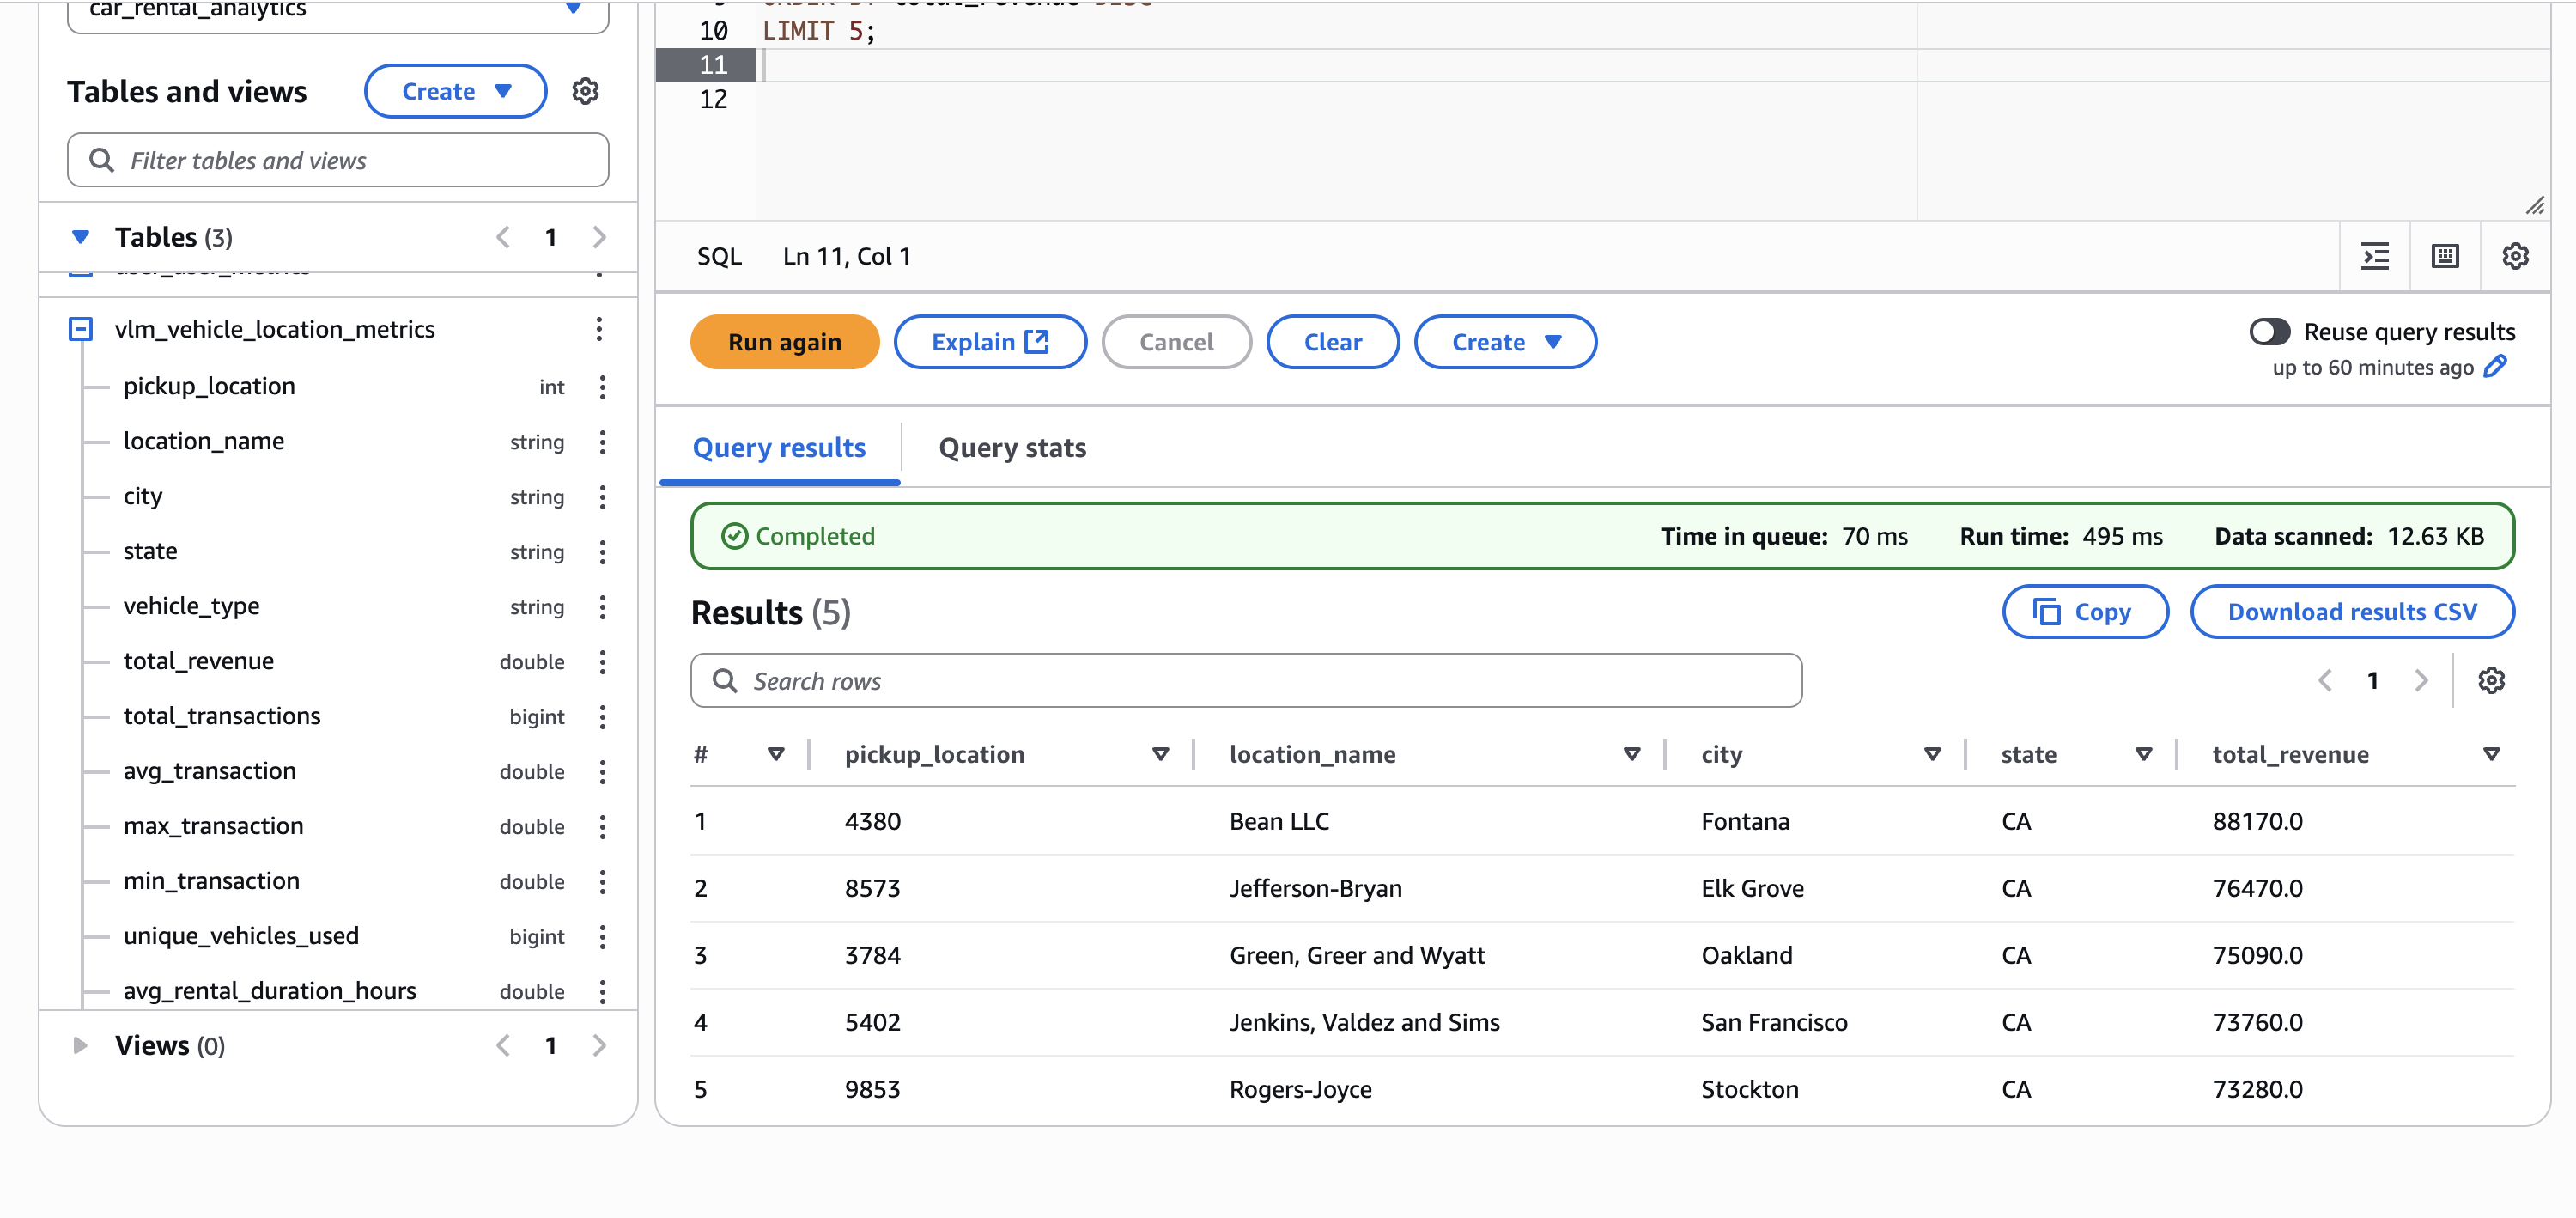 car_rental_analytics
Tables and views
Create
Filter tables and views
Tables (3)
1
user_user_metrics
vlm_vehicle_location_metrics
pickup_location int
location_name string
city string
state string
vehicle_type string
total_revenue double
total_transactions bigint
avg_transaction double
max_transaction double
min_transaction double
unique_vehicles_used bigint
avg_rental_duration_hours double
Views (0)
1
9 ORDER BY total_revenue DESC
10 LIMIT 5;
11
12
SQL Ln 11, Col 1
Run again Explain Cancel Clear Create
Reuse query results
up to 60 minutes ago
Query results Query stats
Completed Time in queue: 70 ms Run time: 495 ms Data scanned: 12.63 KB
Results (5)
Copy Download results CSV
Search rows
1
# pickup_location location_name city state total_revenue
1 4380 Bean LLC Fontana CA 88170.0
2 8573 Jefferson-Bryan Elk Grove CA 76470.0
3 3784 Green, Greer and Wyatt Oakland CA 75090.0
4 5402 Jenkins, Valdez and Sims San Francisco CA 73760.0
5 9853 Rogers-Joyce Stockton CA 73280.0